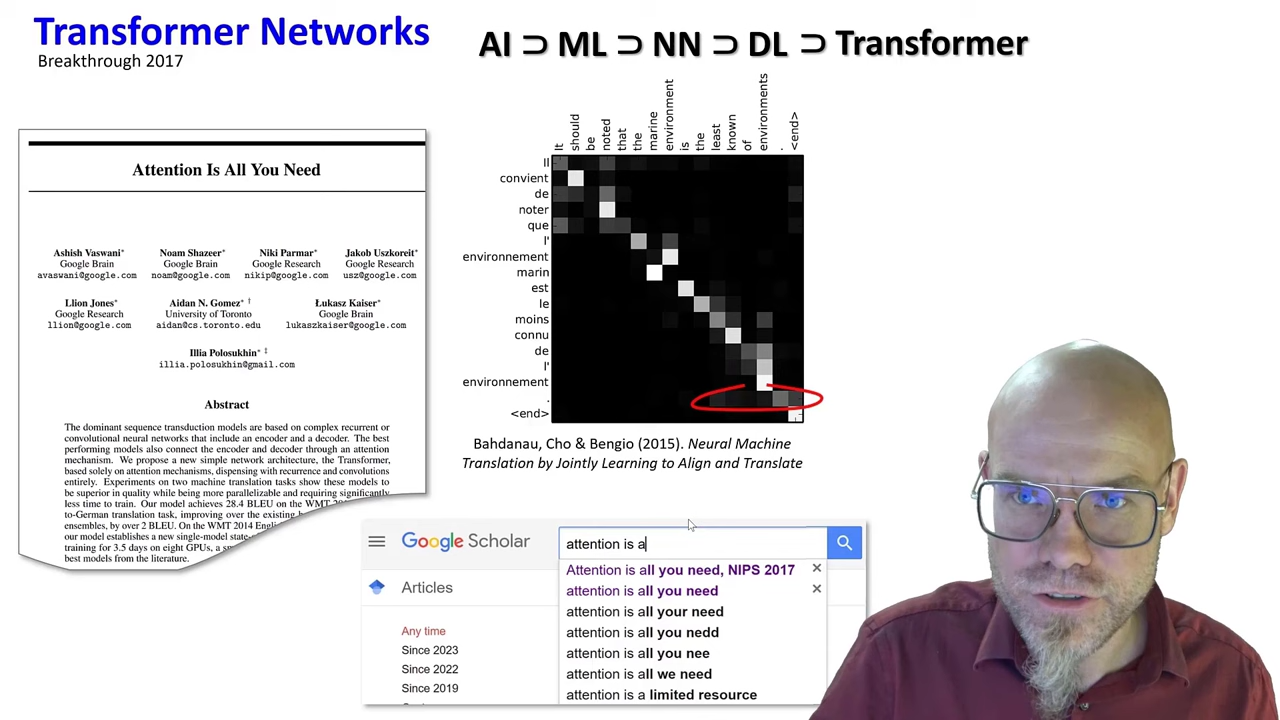 Transformer Networks
Breakthrough 2017
AI ⊃ ML ⊃ NN ⊃ DL ⊃ Transformer
Attention Is All You Need
Ashish Vaswani* Noam Shazeer* Niki Parmar* Jakob Uszkoreit*
Google Brain Google Brain Google Research Google Research
avaswani@google.com noam@google.com nikip@google.com usz@google.com
Llion Jones* Aidan N. Gomez* † Łukasz Kaiser*
Google Research University of Toronto Google Brain
llion@google.com aidan@cs.toronto.edu lukaszkaiser@google.com
Illia Polosukhin* ‡
illia.polosukhin@gmail.com
Abstract
The dominant sequence transduction models are based on complex recurrent or
convolutional neural networks that include an encoder and a decoder. The best
performing models also connect the encoder and decoder through an attention
mechanism. We propose a new simple network architecture, the Transformer,
based solely on attention mechanisms, dispensing with recurrence and convolutions
entirely. Experiments on two machine translation tasks show these models to
be superior in quality while being more parallelizable and requiring significantly
less time to train. Our model achieves 28.4 BLEU on the WMT
to-German translation task, improving over the existing
ensembles, by over 2 BLEU. On the WMT 2014
our model establishes a new single-model
training for 3.5 days on eight GPUs, a
best models from the literature.
It
should
be
noted
that
the
marine
environment
is
the
least
known
of
environments
.
<end>
Il
convient
de
noter
que
l'
environnement
marin
est
le
moins
connu
de
l'
environnement
.
<end>
Bahdanau, Cho & Bengio (2015). Neural Machine
Translation by Jointly Learning to Align and Translate
Google Scholar
attention is a
Attention is all you need, NIPS 2017
attention is all you need
attention is all your need
attention is all you nedd
attention is all you nee
attention is all we need
attention is a limited resource
Articles
Any time
Since 2023
Since 2022
Since 2019